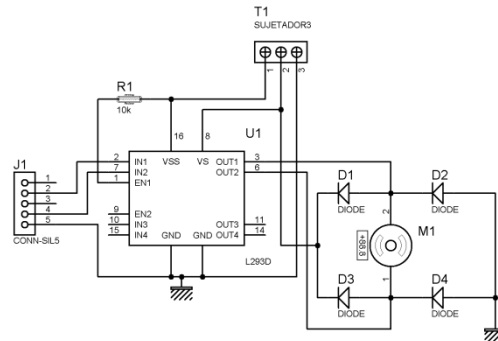 T1
SUJETADOR3
1 2 3
R1
10k
16 8 U1
VSS VS
J1
1
2
3
4
5
CONN-SIL5
2 IN1 OUT1 3
7 IN2 OUT2 6
1 EN1
9 EN2
10 IN3 OUT3 11
15 IN4 OUT4 14
GND GND
L293D
D1 D2
DIODE DIODE
2
M1
+88.8
1
D3 D4
DIODE DIODE